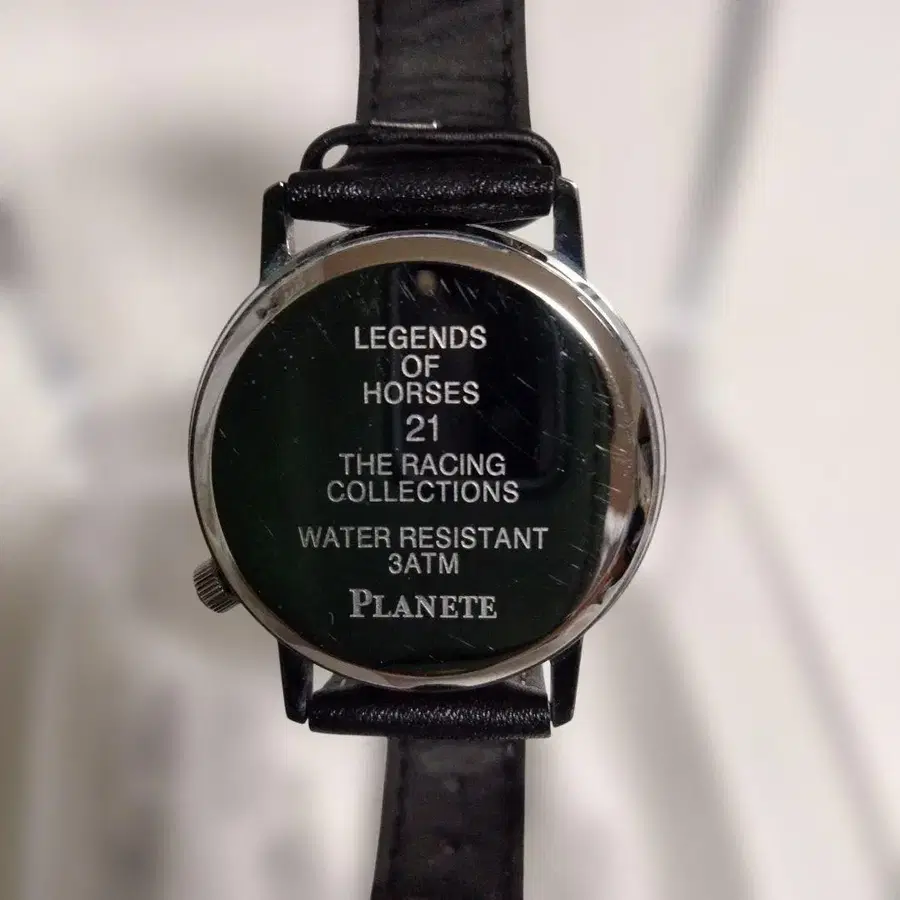 LEGENDS
OF
HORSES
21
THE RACING
COLLECTIONS
WATER RESISTANT
3ATM
PLANETE